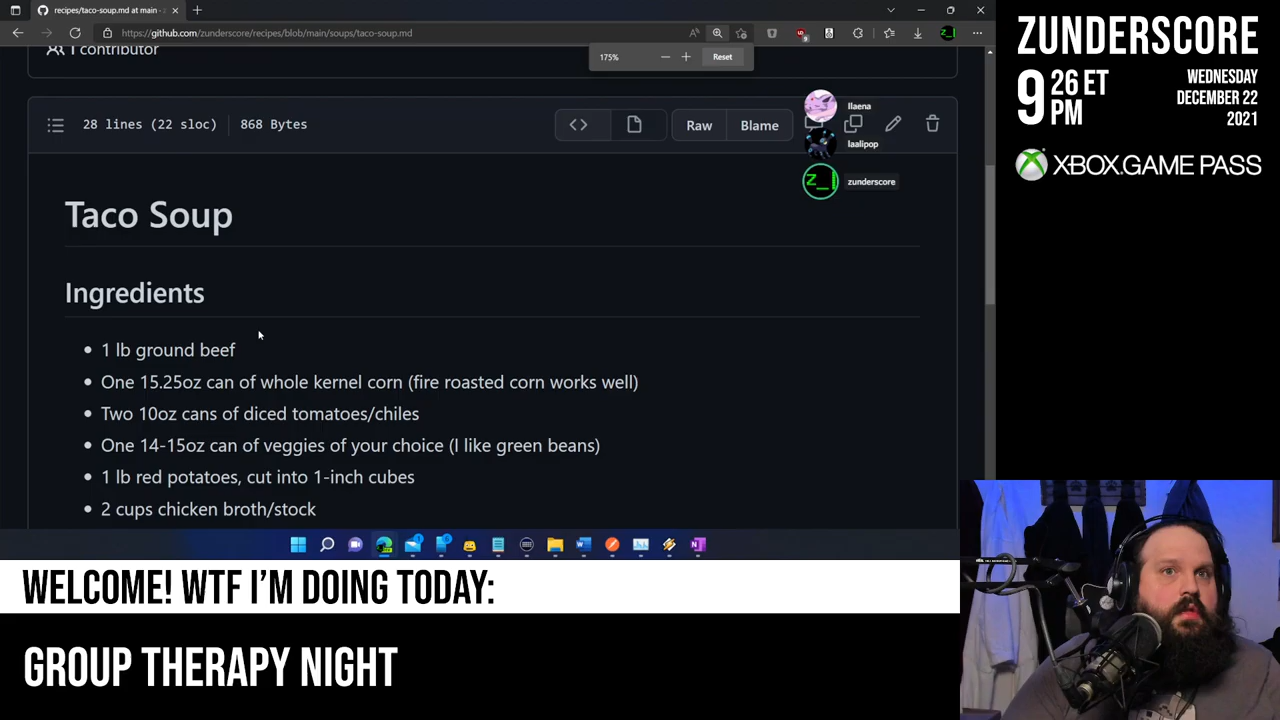 recipes/taco-soup.md at main · z
https://github.com/zunderscore/recipes/blob/main/soups/taco-soup.md
1 contributor
175%
Reset
28 lines (22 sloc)
868 Bytes
Raw
Blame
llaena
laalipop
Z_
zunderscore
Taco Soup
Ingredients
1 lb ground beef
One 15.25oz can of whole kernel corn (fire roasted corn works well)
Two 10oz cans of diced tomatoes/chiles
One 14-15oz can of veggies of your choice (I like green beans)
1 lb red potatoes, cut into 1-inch cubes
2 cups chicken broth/stock
WELCOME! WTF I'M DOING TODAY:
GROUP THERAPY NIGHT
ZUNDERSCORE
9 26 ET
PM
WEDNESDAY
DECEMBER 22
2021
XBOX.GAME PASS